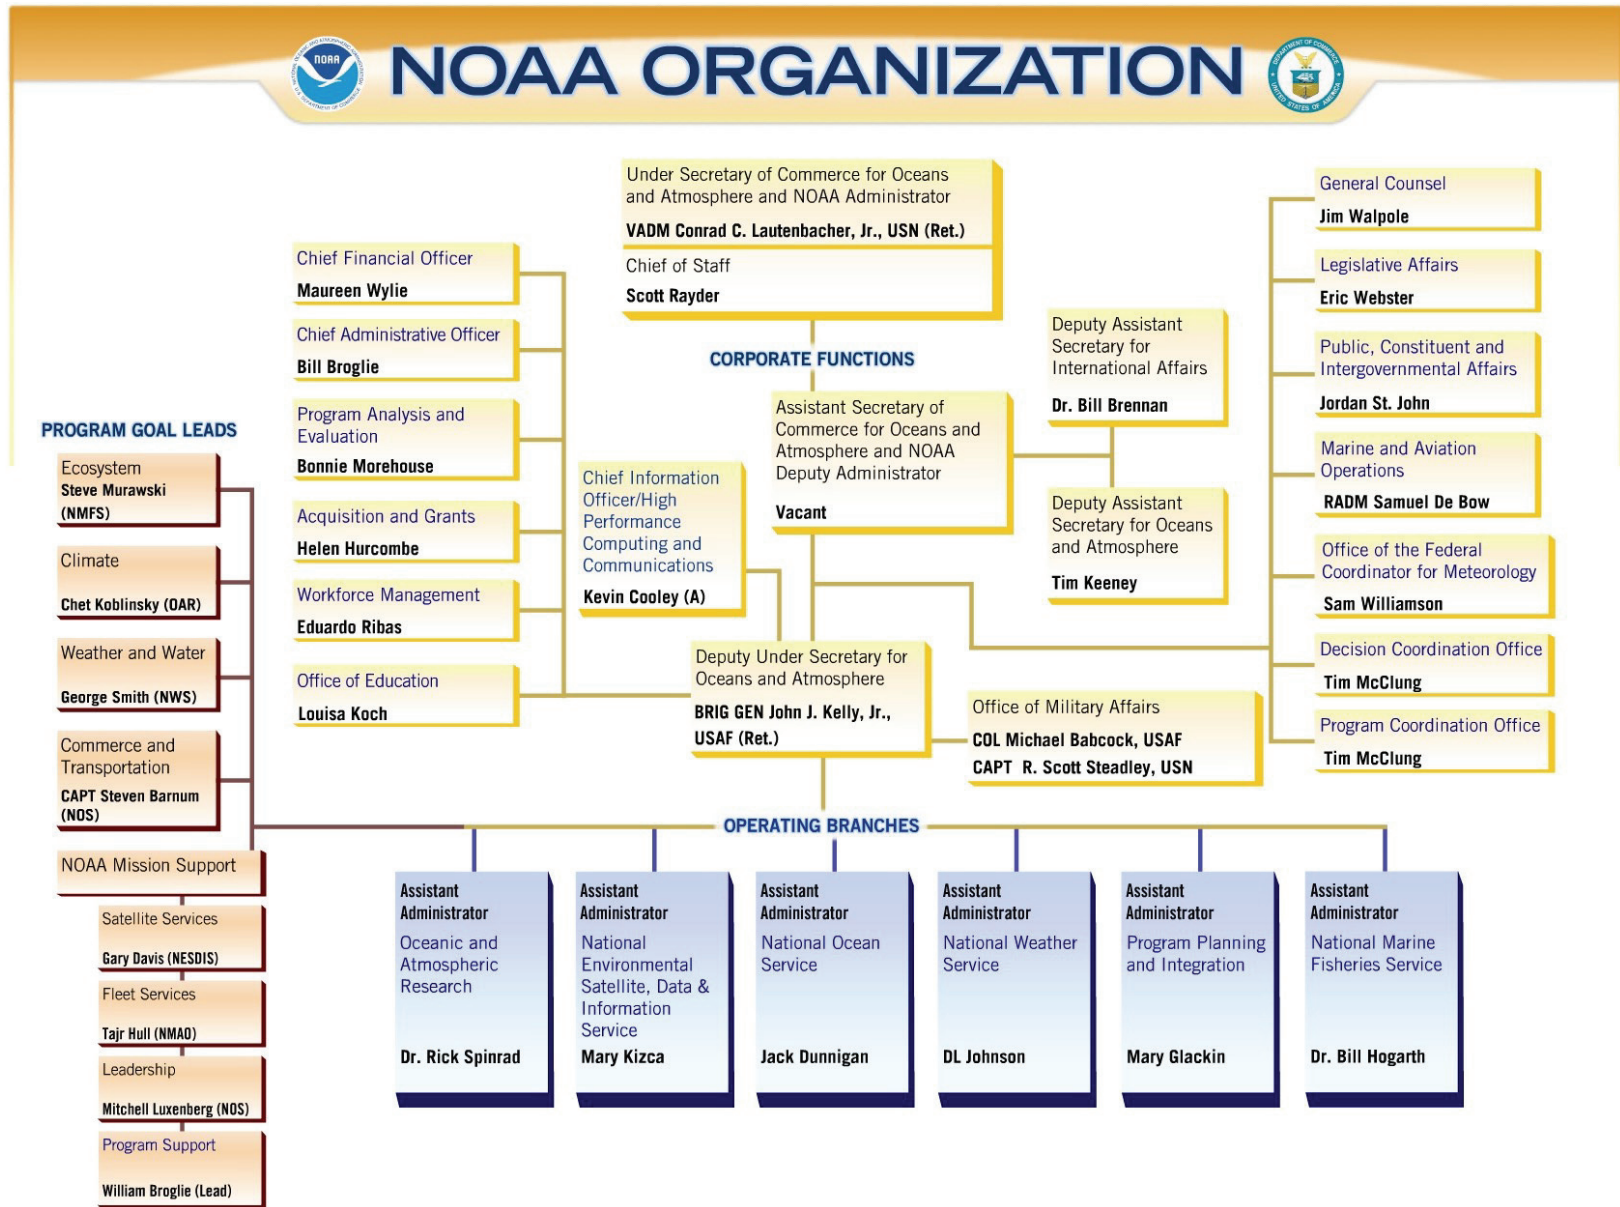 NOAA ORGANIZATION
NOAA
Under Secretary of Commerce for Oceans
and Atmosphere and NOAA Administrator
VADM Conrad C. Lautenbacher, Jr., USN (Ret.)
Chief of Staff
Scott Rayder
CORPORATE FUNCTIONS
Assistant Secretary of
Commerce for Oceans and
Atmosphere and NOAA
Deputy Administrator
Vacant
Deputy Assistant
Secretary for
International Affairs
Dr. Bill Brennan
Deputy Assistant
Secretary for Oceans
and Atmosphere
Tim Keeney
General Counsel
Jim Walpole
Legislative Affairs
Eric Webster
Public, Constituent and
Intergovernmental Affairs
Jordan St. John
Marine and Aviation
Operations
RADM Samuel De Bow
Office of the Federal
Coordinator for Meteorology
Sam Williamson
Decision Coordination Office
Tim McClung
Program Coordination Office
Tim McClung
Chief Financial Officer
Maureen Wylie
Chief Administrative Officer
Bill Broglie
Program Analysis and
Evaluation
Bonnie Morehouse
Acquisition and Grants
Helen Hurcombe
Workforce Management
Eduardo Ribas
Office of Education
Louisa Koch
Chief Information
Officer/High
Performance
Computing and
Communications
Kevin Cooley (A)
Deputy Under Secretary for
Oceans and Atmosphere
BRIG GEN John J. Kelly, Jr.,
USAF (Ret.)
Office of Military Affairs
COL Michael Babcock, USAF
CAPT R. Scott Steadley, USN
PROGRAM GOAL LEADS
Ecosystem
Steve Murawski
(NMFS)
Climate
Chet Koblinsky (OAR)
Weather and Water
George Smith (NWS)
Commerce and
Transportation
CAPT Steven Barnum
(NOS)
NOAA Mission Support
Satellite Services
Gary Davis (NESDIS)
Fleet Services
Tajr Hull (NMAO)
Leadership
Mitchell Luxenberg (NOS)
Program Support
William Broglie (Lead)
OPERATING BRANCHES
Assistant
Administrator
Oceanic and
Atmospheric
Research
Dr. Rick Spinrad
Assistant
Administrator
National
Environmental
Satellite, Data &
Information
Service
Mary Kizca
Assistant
Administrator
National Ocean
Service
Jack Dunnigan
Assistant
Administrator
National Weather
Service
DL Johnson
Assistant
Administrator
Program Planning
and Integration
Mary Glackin
Assistant
Administrator
National Marine
Fisheries Service
Dr. Bill Hogarth
DEPARTMENT OF COMMERCE
UNITED STATES OF AMERICA